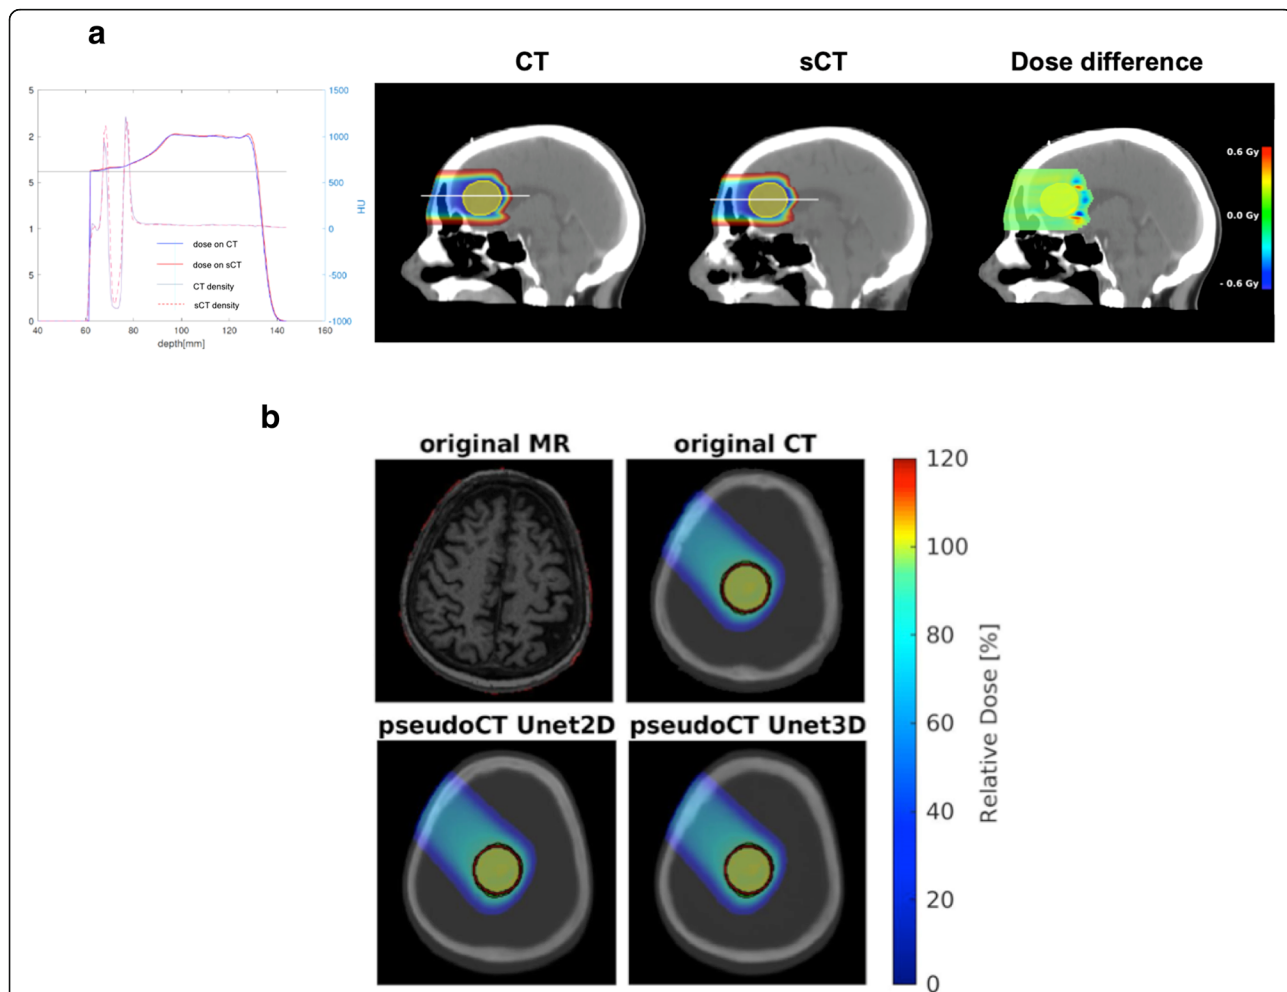 a
CT
sCT
Dose difference
5
2
5
1
5
0
1500
1000
500
0
-500
-1000
HU
dose on CT
dose on sCT
CT density
sCT density
40
60
80
100
120
140
160
depth[mm]
0.6 Gy
0.0 Gy
- 0.6 Gy
b
original MR
original CT
pseudoCT Unet2D
pseudoCT Unet3D
120
100
80
60
40
20
0
Relative Dose [%]